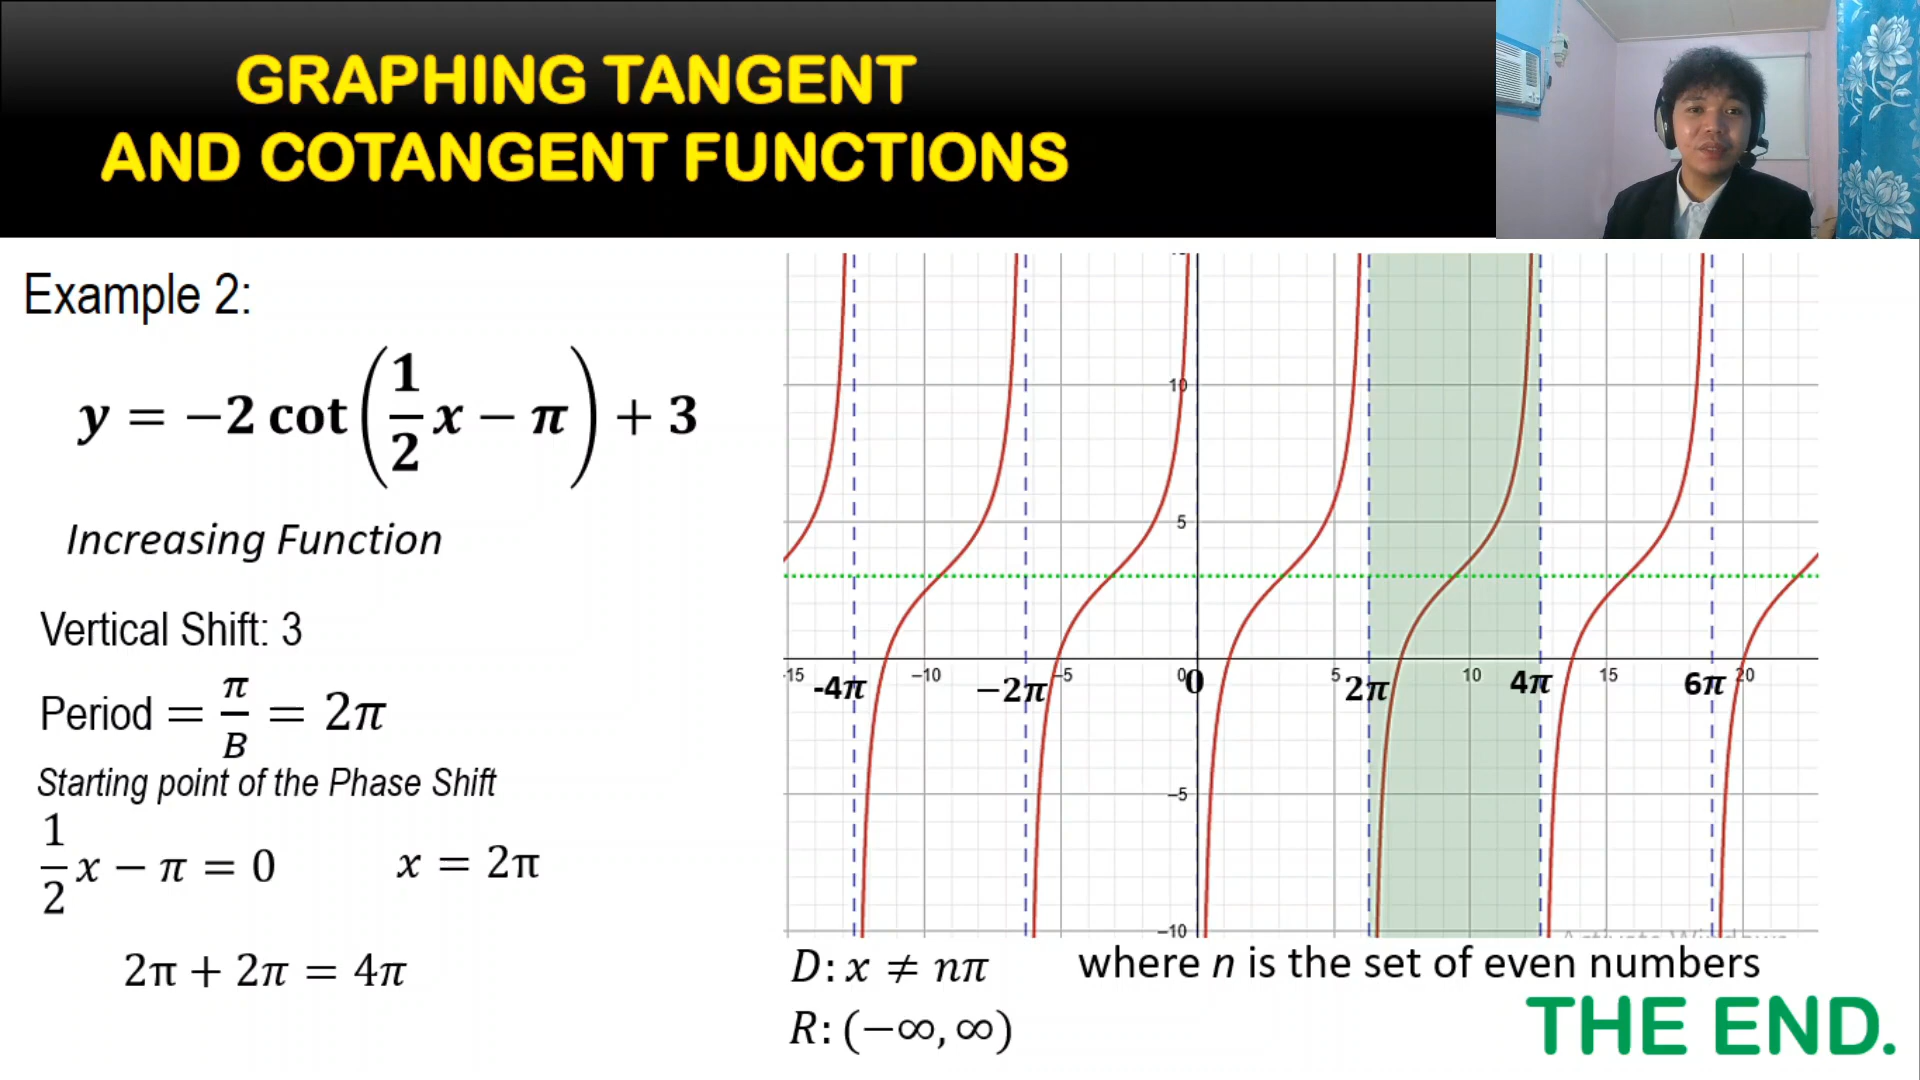 GRAPHING TANGENT
AND COTANGENT FUNCTIONS
Example 2:
y = −2 cot(1/2 x − π) + 3
Increasing Function
Vertical Shift: 3
Period = π/B = 2π
Starting point of the Phase Shift
1/2 x − π = 0 x = 2π
2π + 2π = 4π
10
5
-15 −10 −5 0 5 10 15 20
-4π −2π 0 2π 4π 6π
−5
−10
D: x ≠ nπ where n is the set of even numbers
R: (−∞, ∞)
THE END.